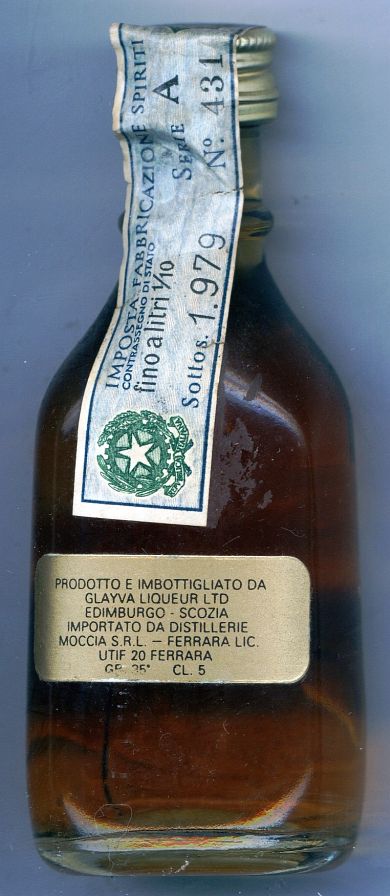 IMPOSTA FABBRICAZIONE SPIRITI
CONTRASSEGNO DI STATO
SERIE A
fino a litri 1/10
Sottos. 1.979
N° 431
PRODOTTO E IMBOTTIGLIATO DA
GLAYVA LIQUEUR LTD
EDIMBURGO - SCOZIA
IMPORTATO DA DISTILLERIE
MOCCIA S.R.L. - FERRARA LIC.
UTIF 20 FERRARA
GR. 35° CL. 5